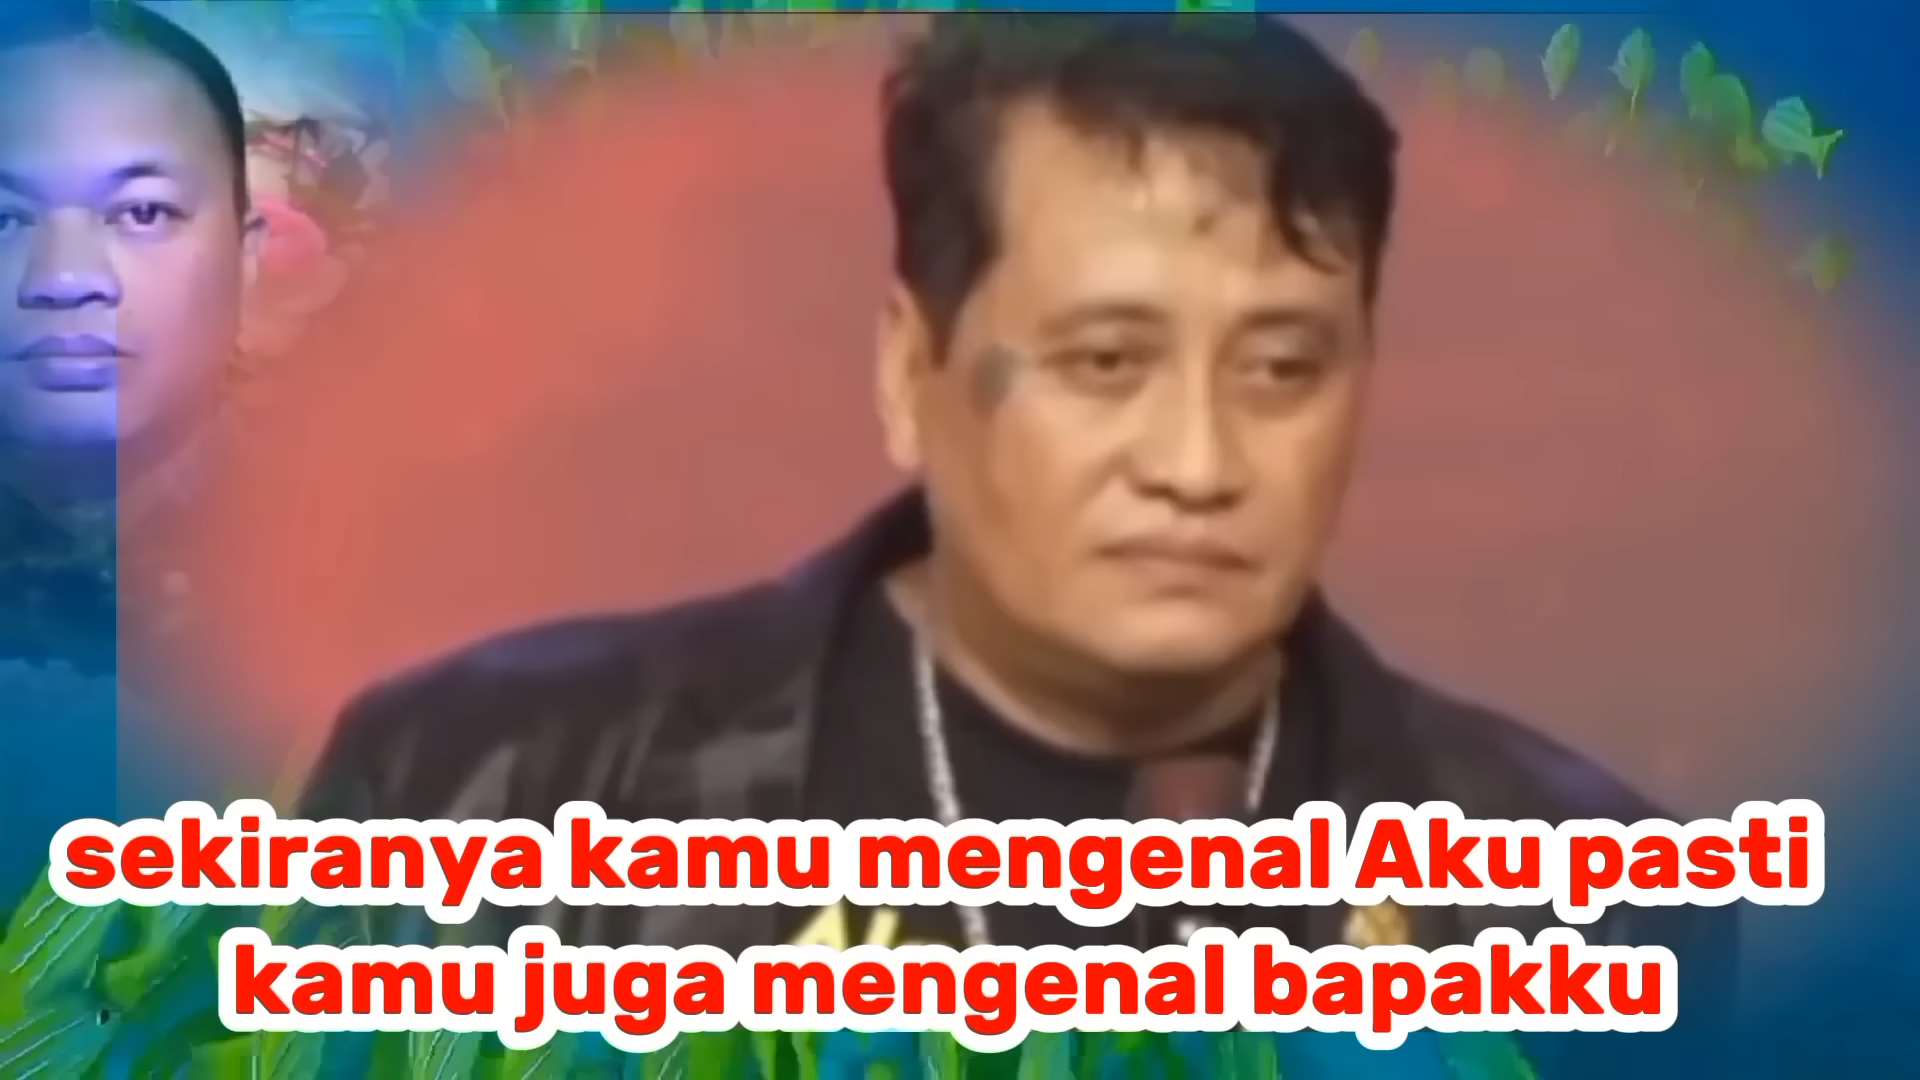 sekiranya kamu mengenal Aku pasti
kamu juga mengenal bapakku